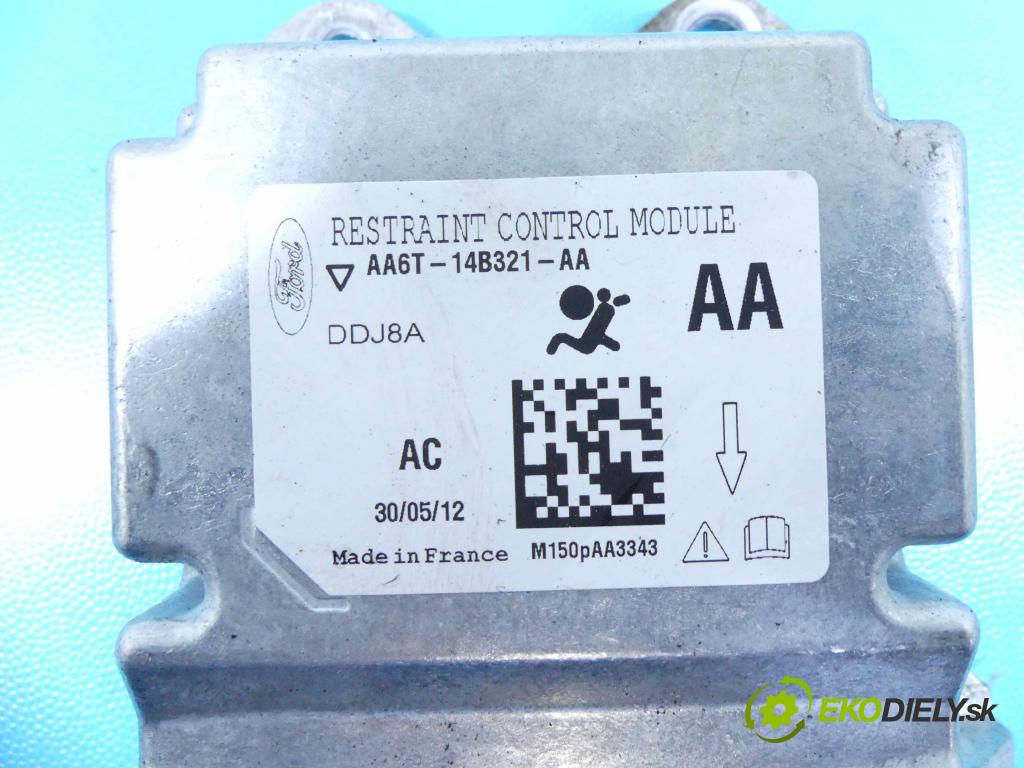 Ford
RESTRAINT CONTROL MODULE
AA6T-14B321-AA
AA
DDJ8A
AC
30/05/12
Made in France
M150pAA3343
EKODIELY.sk